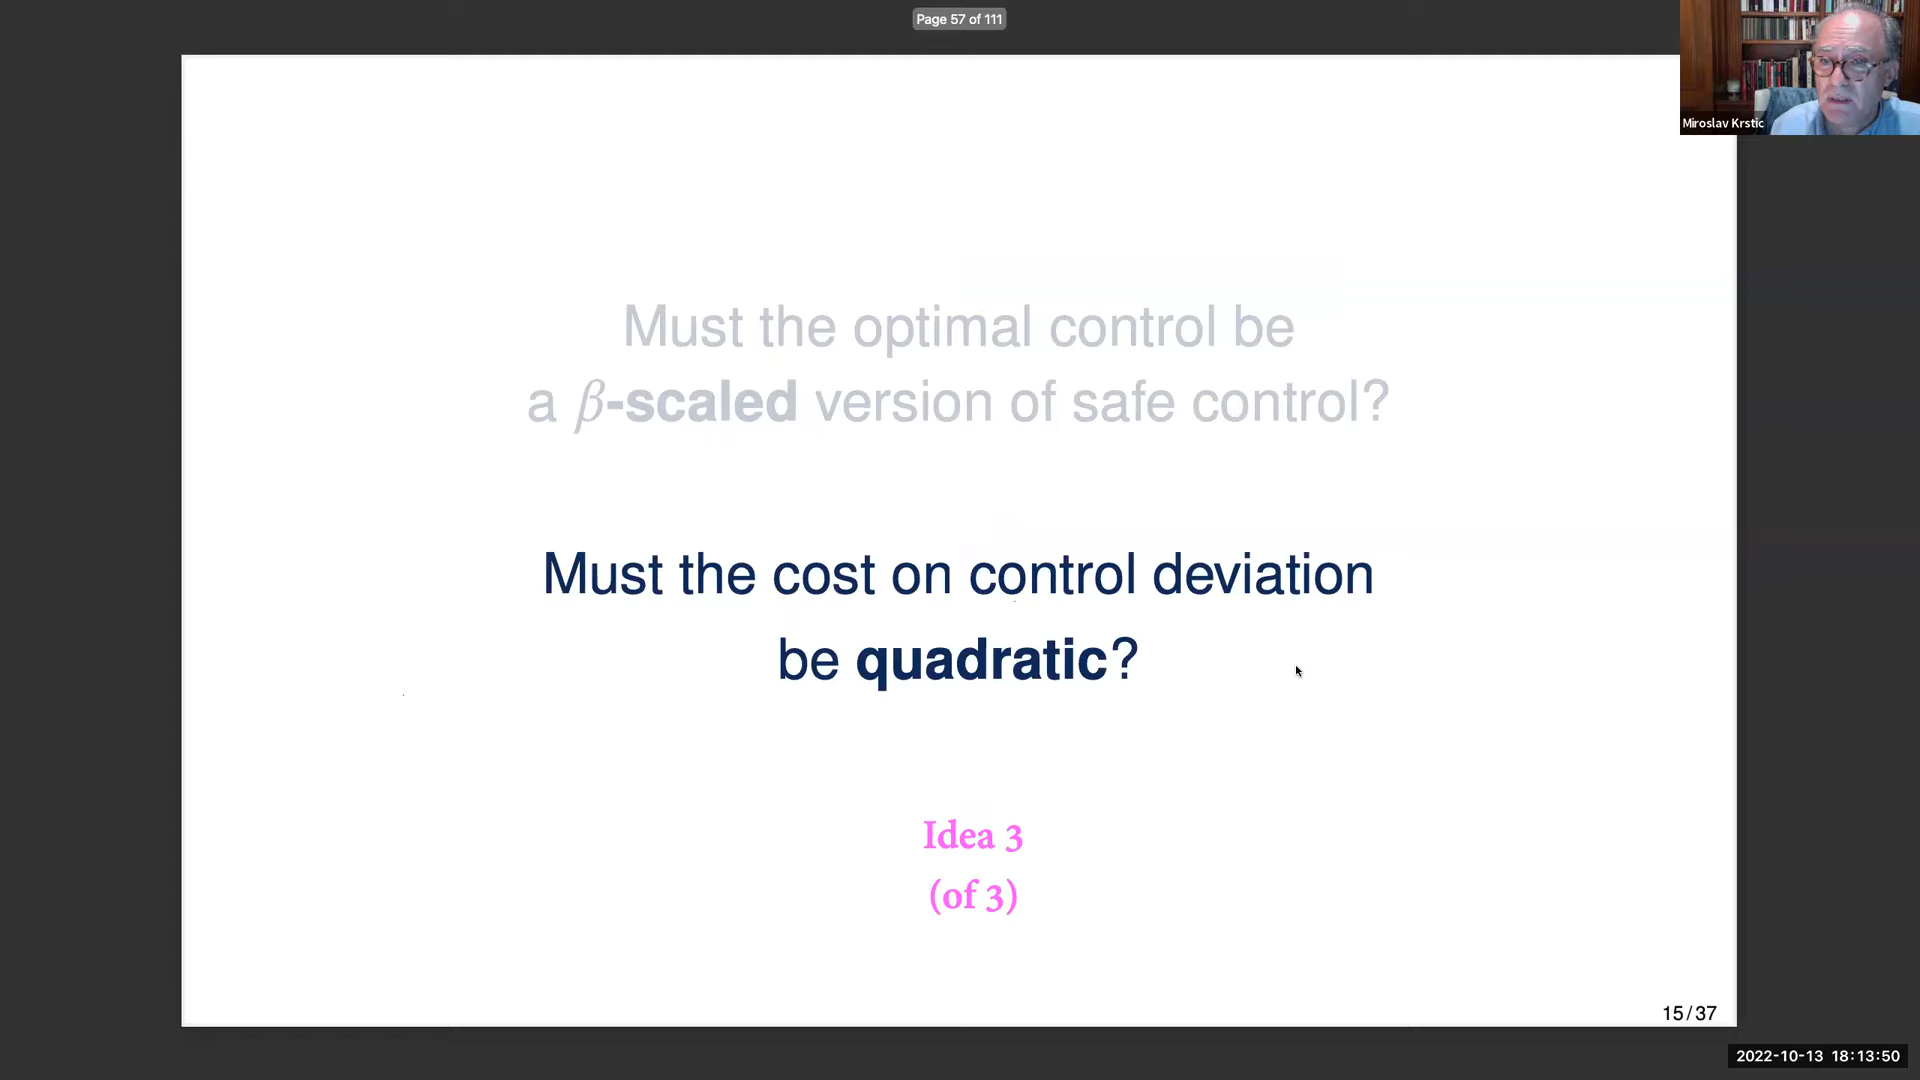 Page 57 of 111
Miroslav Krstic
Must the optimal control be
a β-scaled version of safe control?
Must the cost on control deviation
be quadratic?
Idea 3
(of 3)
15/37
2022-10-13 18:13:50